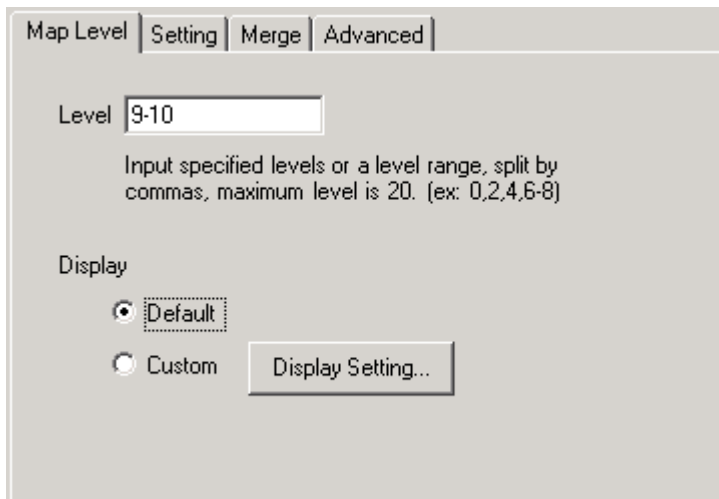 Map Level Setting Merge Advanced
Level 9-10
Input specified levels or a level range, split by
commas, maximum level is 20. (ex: 0,2,4,6-8)
Display
Default
Custom Display Setting...